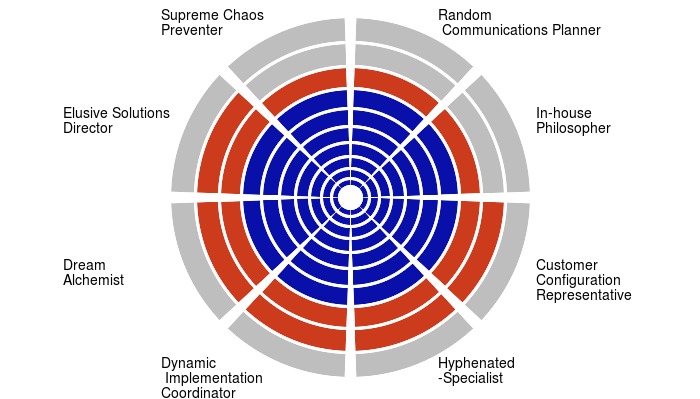 Supreme Chaos
Preventer
Random
Communications Planner
Elusive Solutions
Director
In-house
Philosopher
Dream
Alchemist
Customer
Configuration
Representative
Dynamic
Implementation
Coordinator
Hyphenated
-Specialist